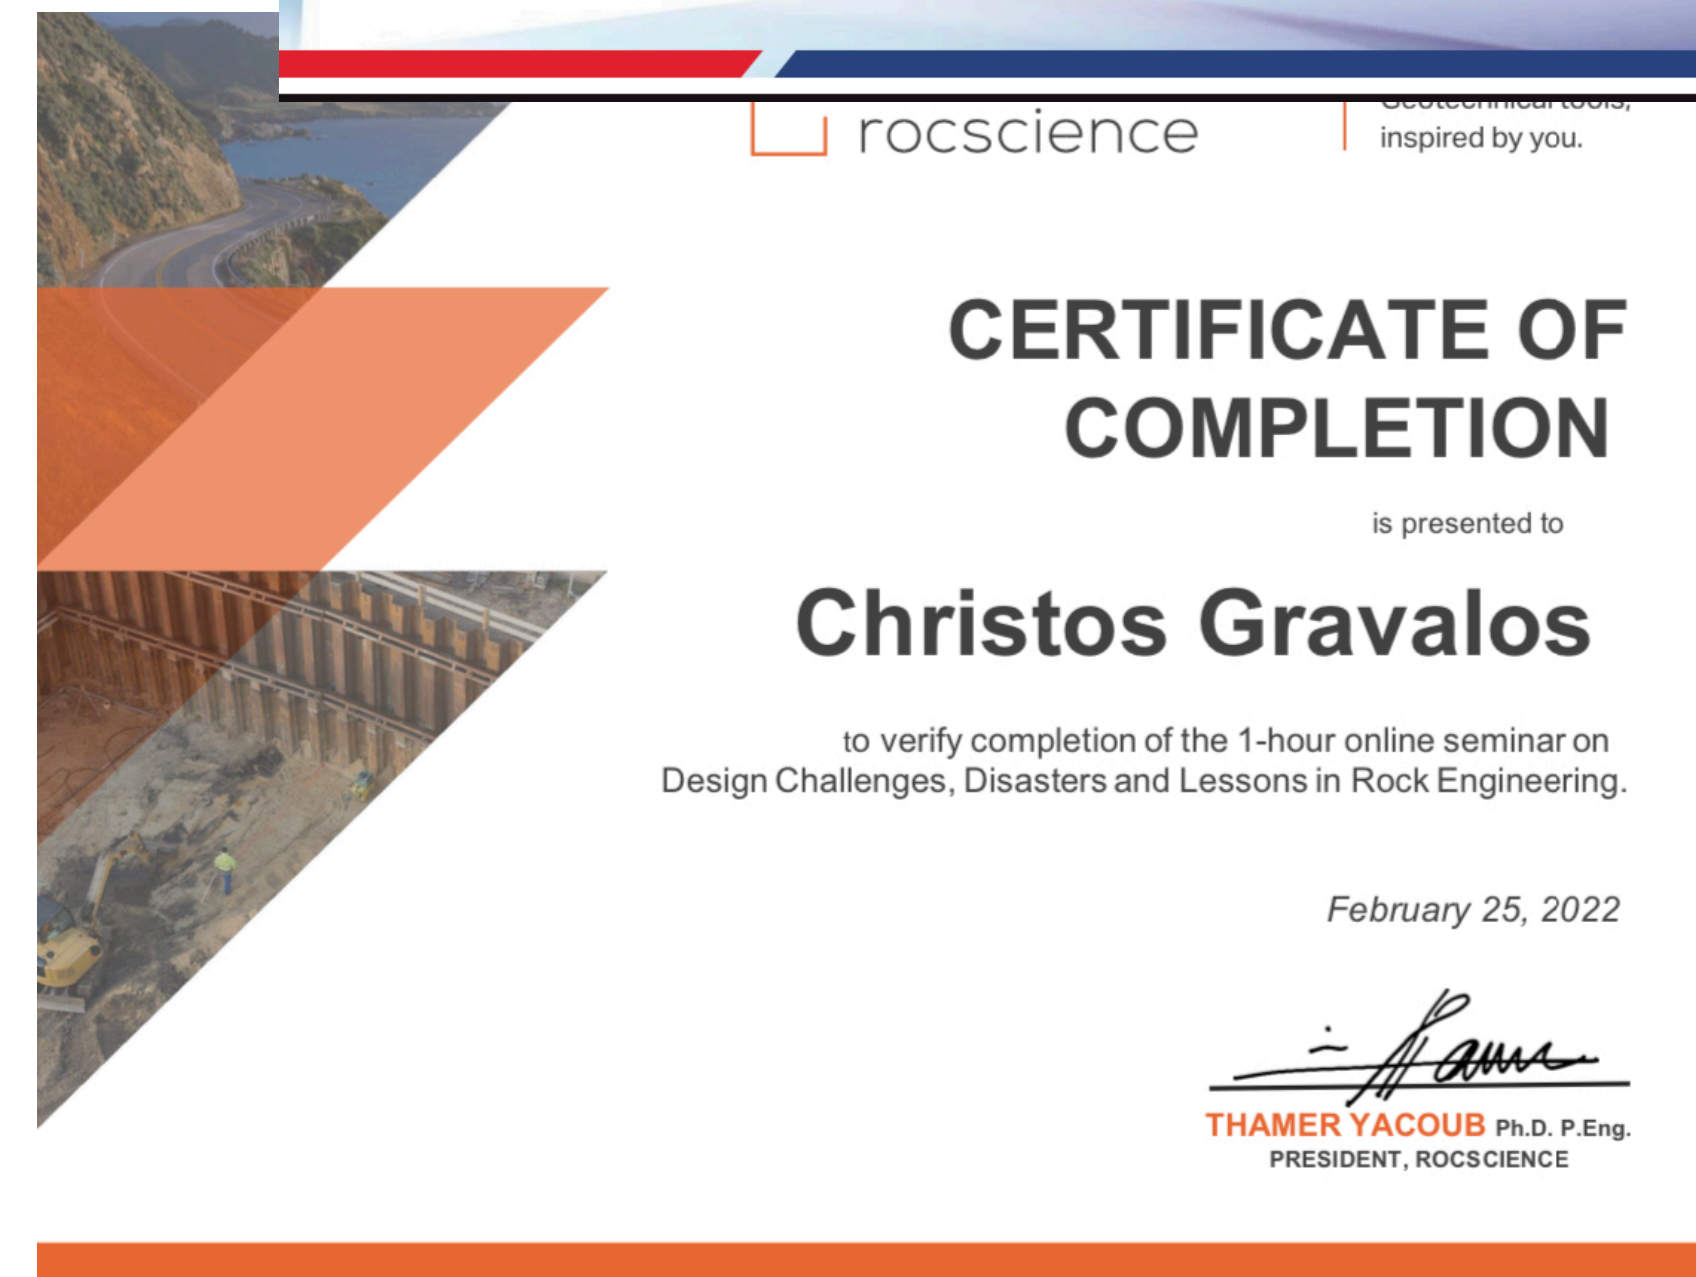 Geotechnical tools,
rocscience
inspired by you.
CERTIFICATE OF
COMPLETION
is presented to
Christos Gravalos
to verify completion of the 1-hour online seminar on
Design Challenges, Disasters and Lessons in Rock Engineering.
February 25, 2022
THAMER YACOUB Ph.D. P.Eng.
PRESIDENT, ROCSCIENCE